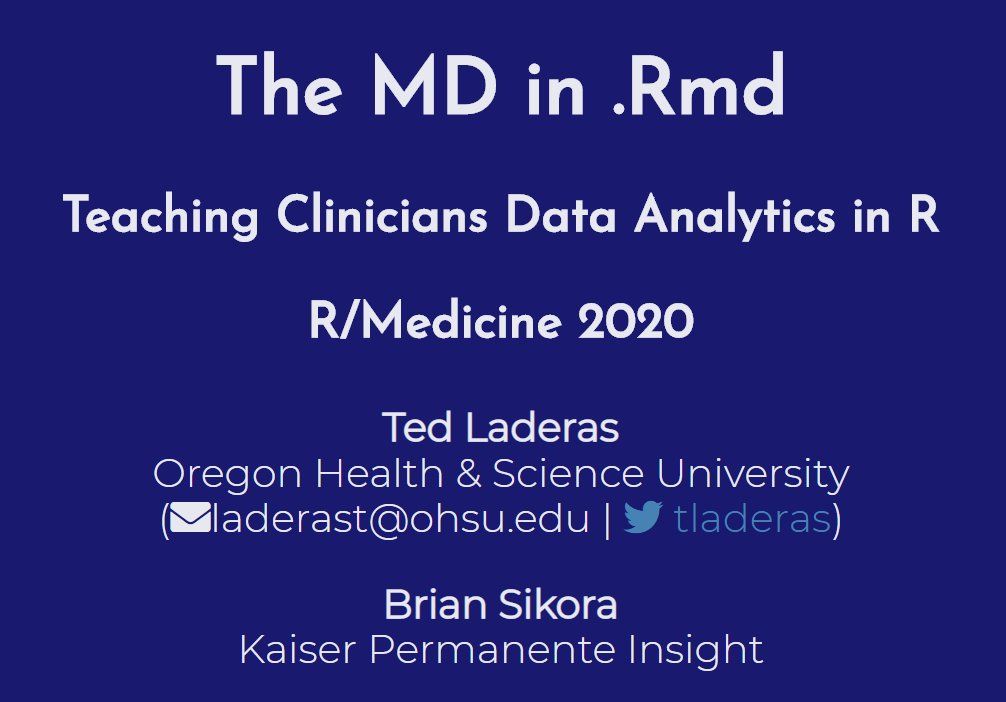 The MD in .Rmd
Teaching Clinicians Data Analytics in R
R/Medicine 2020
Ted Laderas
Oregon Health & Science University
(laderast@ohsu.edu | tladeras)
Brian Sikora
Kaiser Permanente Insight